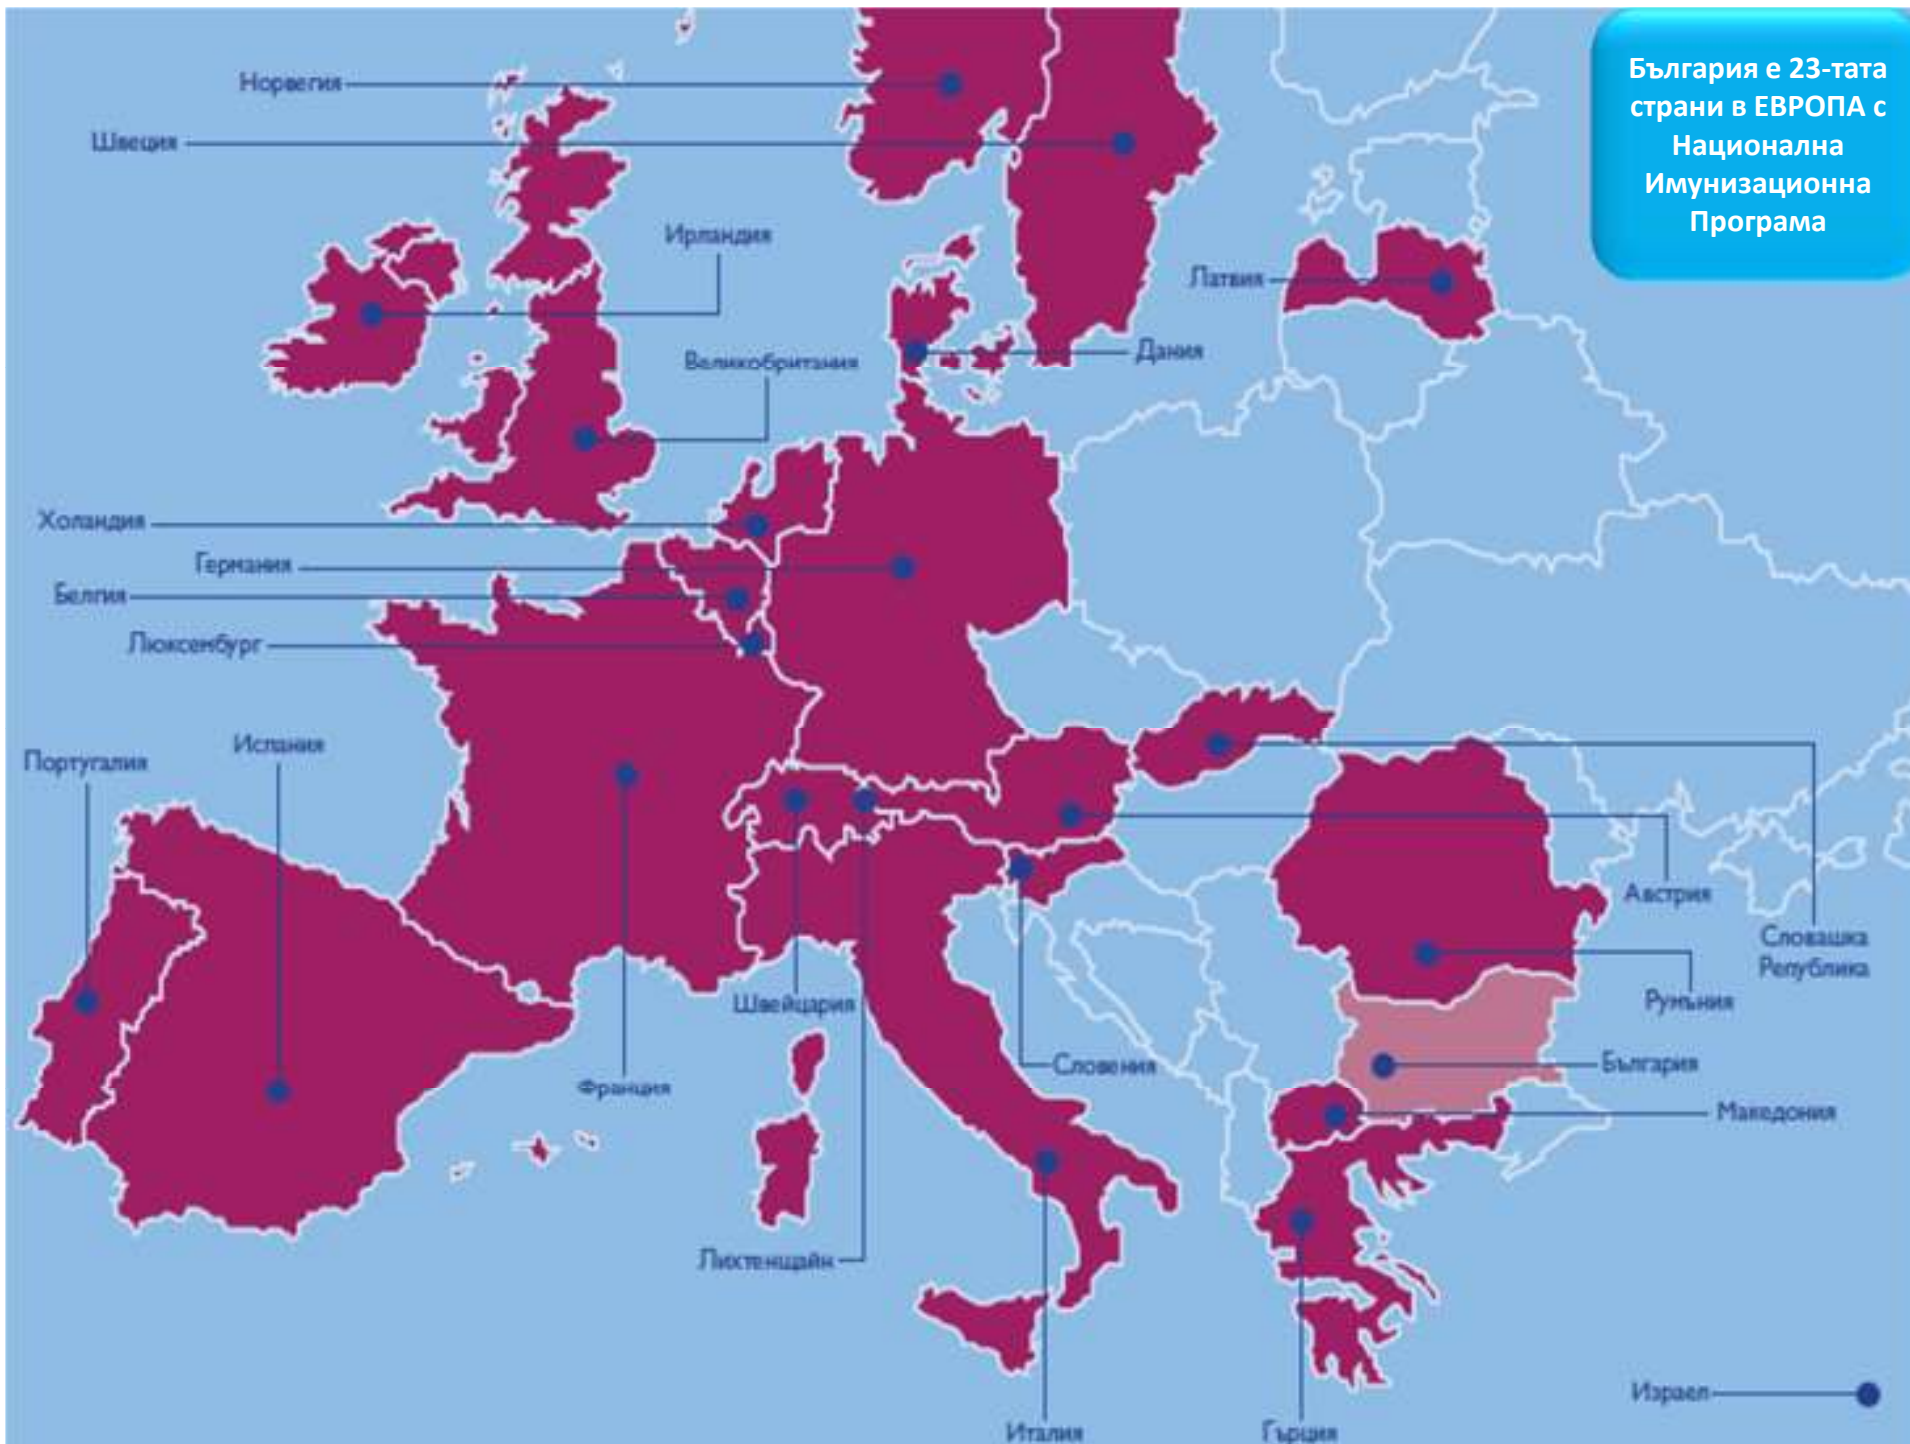 България е 23-тата
страни в ЕВРОПА с
Национална
Имунизационна
Програма
Норвегия
Швеция
Ирландия
Латвия
Великобритания
Дания
Холандия
Германия
Белгия
Люксембург
Испания
Португалия
Австрия
Словашка
Република
Швейцария
Румъния
Словения
България
Франция
Македония
Лихтенщайн
Израел
Италия
Гърция